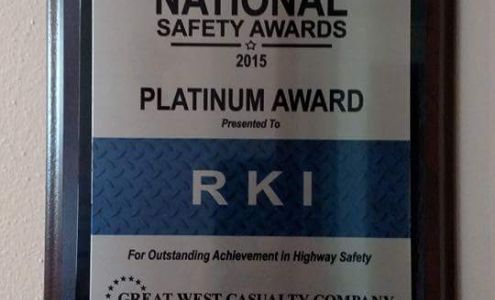 NATIONAL
SAFETY AWARDS
2015
PLATINUM AWARD
Presented To
RKI
For Outstanding Achievement in Highway Safety
GREAT WEST CASUALTY COMPANY